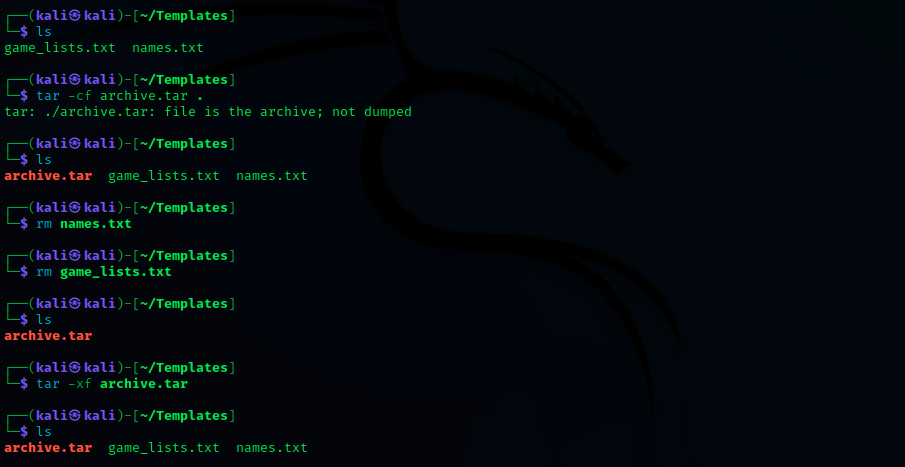 ┌──(kali㉿kali)-[~/Templates]
└─$ ls
game_lists.txt  names.txt

┌──(kali㉿kali)-[~/Templates]
└─$ tar -cf archive.tar .
tar: ./archive.tar: file is the archive; not dumped

┌──(kali㉿kali)-[~/Templates]
└─$ ls
archive.tar  game_lists.txt  names.txt

┌──(kali㉿kali)-[~/Templates]
└─$ rm names.txt

┌──(kali㉿kali)-[~/Templates]
└─$ rm game_lists.txt

┌──(kali㉿kali)-[~/Templates]
└─$ ls
archive.tar

┌──(kali㉿kali)-[~/Templates]
└─$ tar -xf archive.tar

┌──(kali㉿kali)-[~/Templates]
└─$ ls
archive.tar  game_lists.txt  names.txt